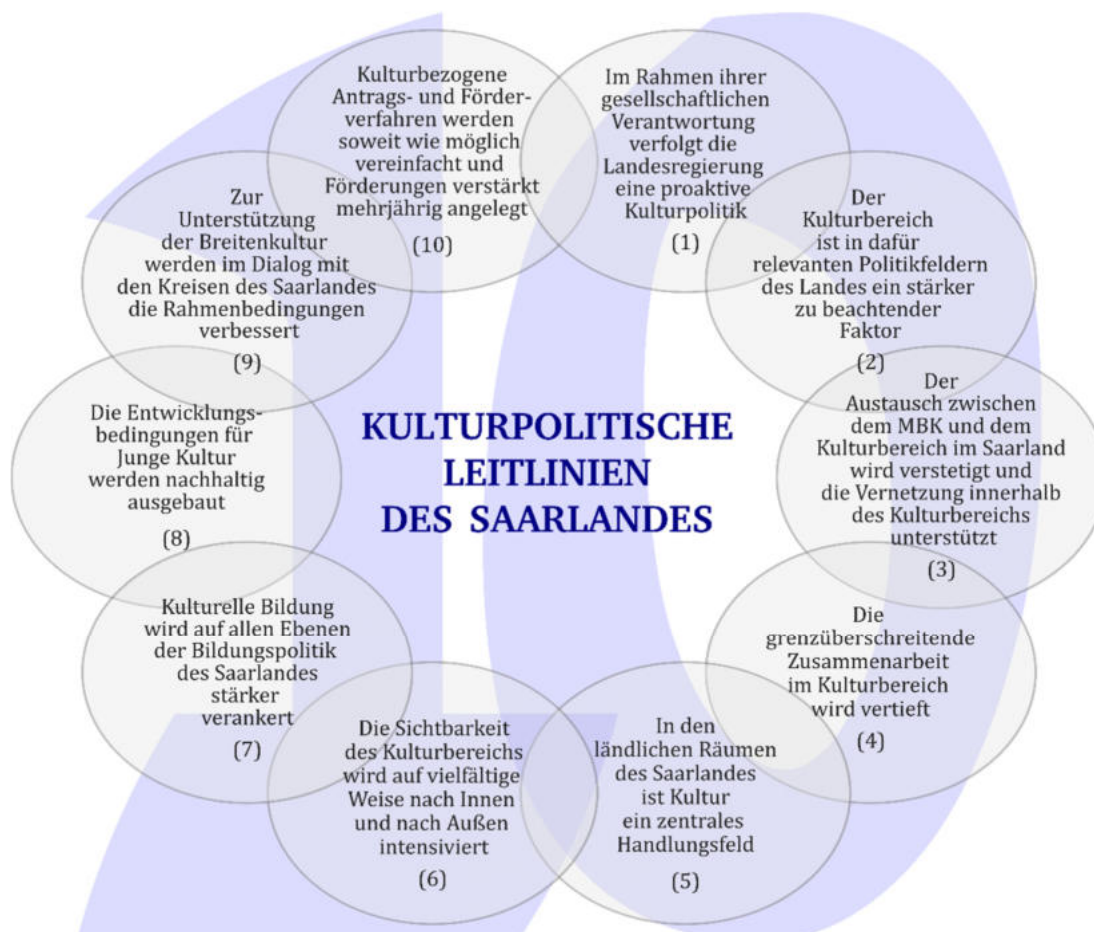 KULTURPOLITISCHE
LEITLINIEN
DES SAARLANDES
Im Rahmen ihrer
gesellschaftlichen
Verantwortung
verfolgt die
Landesregierung
eine proaktive
Kulturpolitik
(1)
Der
Kulturbereich
ist in dafür
relevanten Politikfeldern
des Landes ein stärker
zu beachtender
Faktor
(2)
Der
Austausch zwischen
dem MBK und dem
Kulturbereich im Saarland
wird verstetigt und
die Vernetzung innerhalb
des Kulturbereichs
unterstützt
(3)
Die
grenzüberschreitende
Zusammenarbeit
im Kulturbereich
wird vertieft
(4)
In den
ländlichen Räumen
des Saarlandes
ist Kultur
ein zentrales
Handlungsfeld
(5)
Die Sichtbarkeit
des Kulturbereichs
wird auf vielfältige
Weise nach Innen
und nach Außen
intensiviert
(6)
Kulturelle Bildung
wird auf allen Ebenen
der Bildungspolitik
des Saarlandes
stärker
verankert
(7)
Die Entwicklungs-
bedingungen für
Junge Kultur
werden nachhaltig
ausgebaut
(8)
Zur
Unterstützung
der Breitenkultur
werden im Dialog mit
den Kreisen des Saarlandes
die Rahmenbedingungen
verbessert
(9)
Kulturbezogene
Antrags- und Förder-
verfahren werden
soweit wie möglich
vereinfacht und
Förderungen verstärkt
mehrjährig angelegt
(10)
10